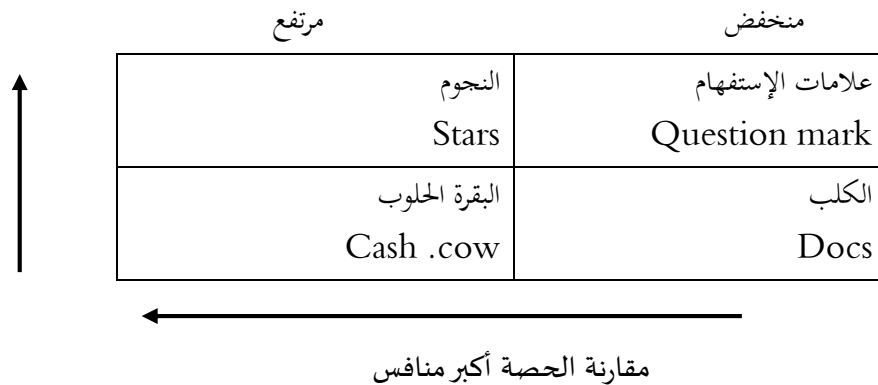 منخفض مرتفع
علامات الإستفهام النجوم
Question mark Stars
الكلب البقرة الحلوب
Docs Cash .cow
مقارنة الحصة أكبر منافس